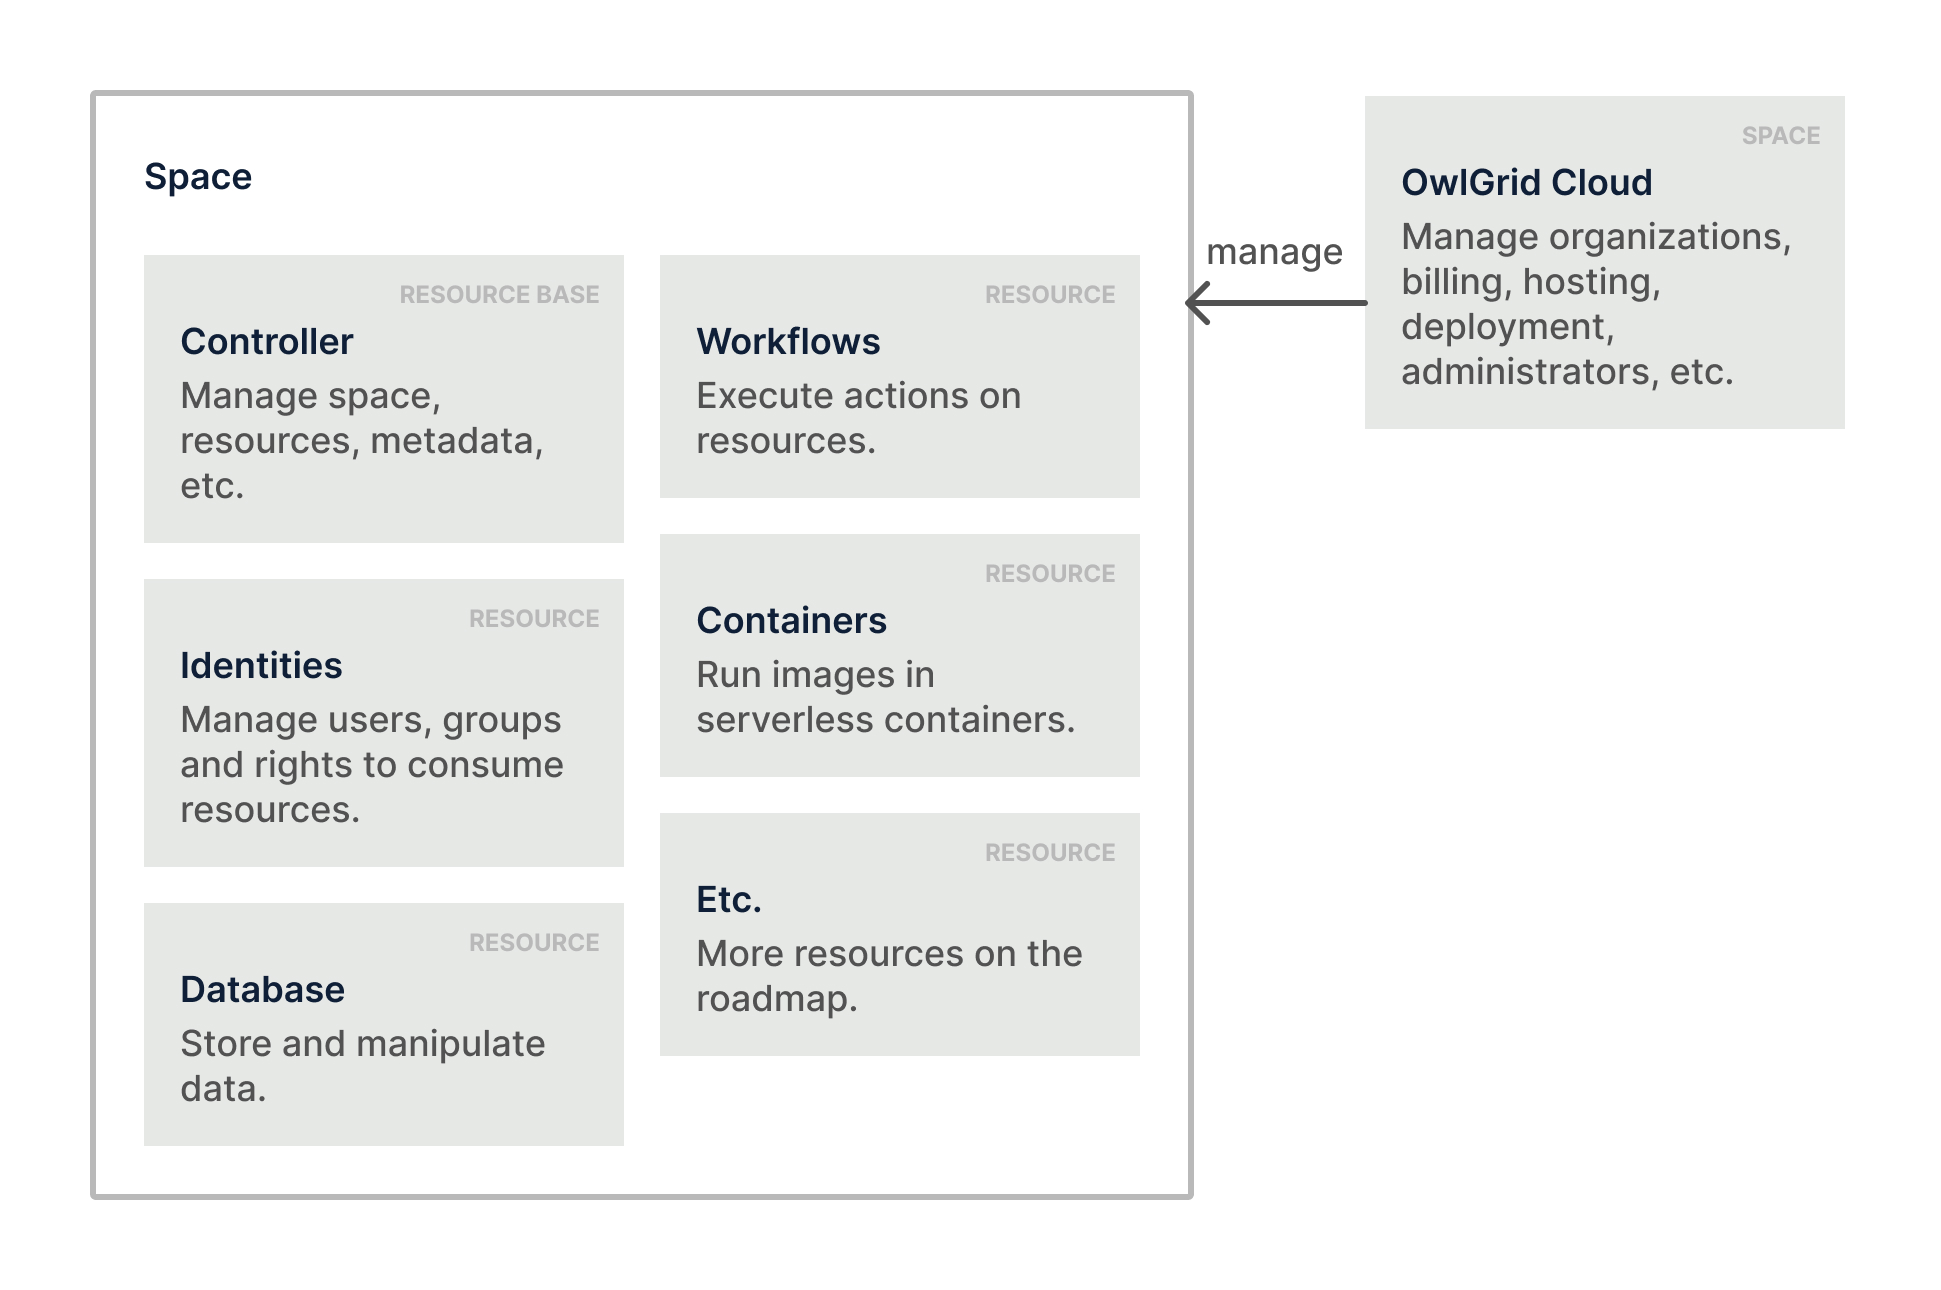 Space
RESOURCE BASE
Controller
Manage space,
resources, metadata,
etc.
RESOURCE
Identities
Manage users, groups
and rights to consume
resources.
RESOURCE
Database
Store and manipulate
data.
RESOURCE
Workflows
Execute actions on
resources.
RESOURCE
Containers
Run images in
serverless containers.
RESOURCE
Etc.
More resources on the
roadmap.
manage
SPACE
OwlGrid Cloud
Manage organizations,
billing, hosting,
deployment,
administrators, etc.